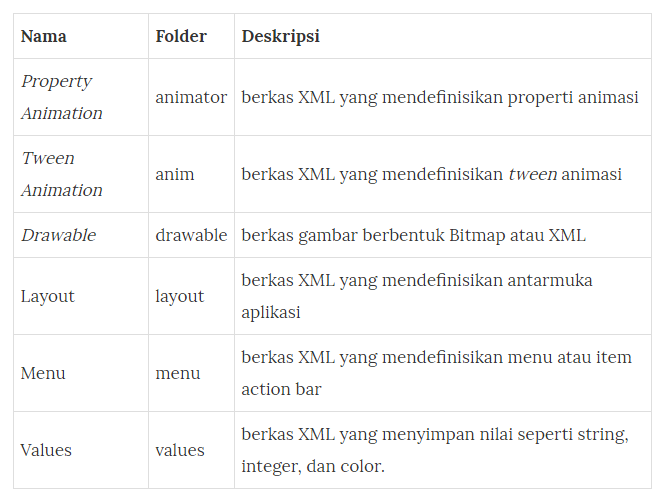 Nama Folder Deskripsi
Property
Animation
animator
berkas XML yang mendefinisikan properti animasi
Tween
Animation
anim
berkas XML yang mendefinisikan tween animasi
Drawable drawable berkas gambar berbentuk Bitmap atau XML
Layout
layout
berkas XML yang mendefinisikan antarmuka
aplikasi
Menu
menu
berkas XML yang mendefinisikan menu atau item
action bar
Values
values
berkas XML yang menyimpan nilai seperti string,
integer, dan color.